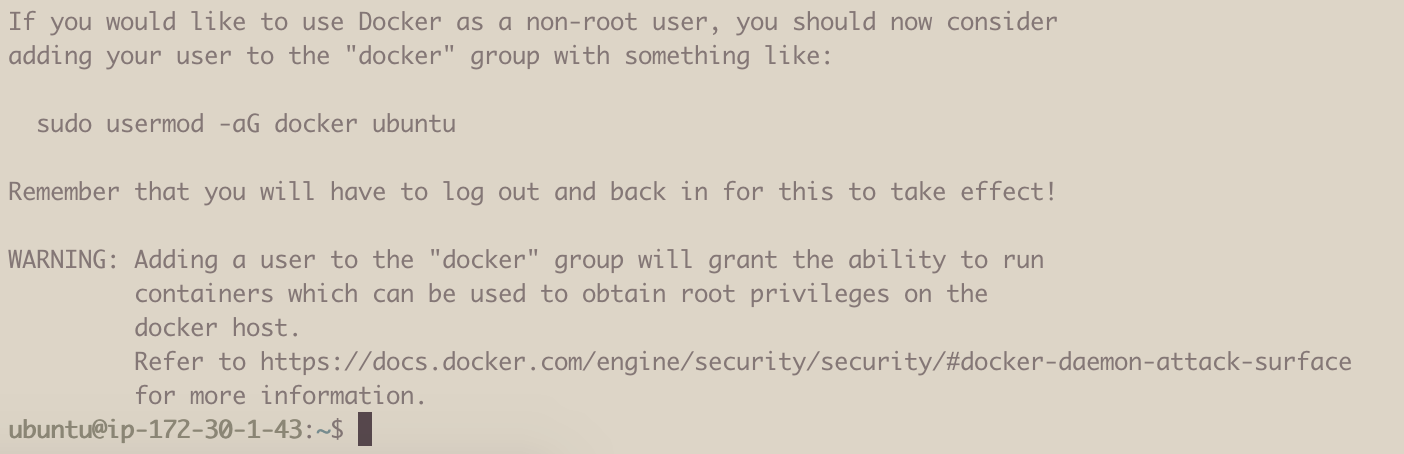 If you would like to use Docker as a non-root user, you should now consider
adding your user to the "docker" group with something like:
sudo usermod -aG docker ubuntu
Remember that you will have to log out and back in for this to take effect!
WARNING: Adding a user to the "docker" group will grant the ability to run
containers which can be used to obtain root privileges on the
docker host.
Refer to https://docs.docker.com/engine/security/security/#docker-daemon-attack-surface
for more information.
ubuntu@ip-172-30-1-43:~$